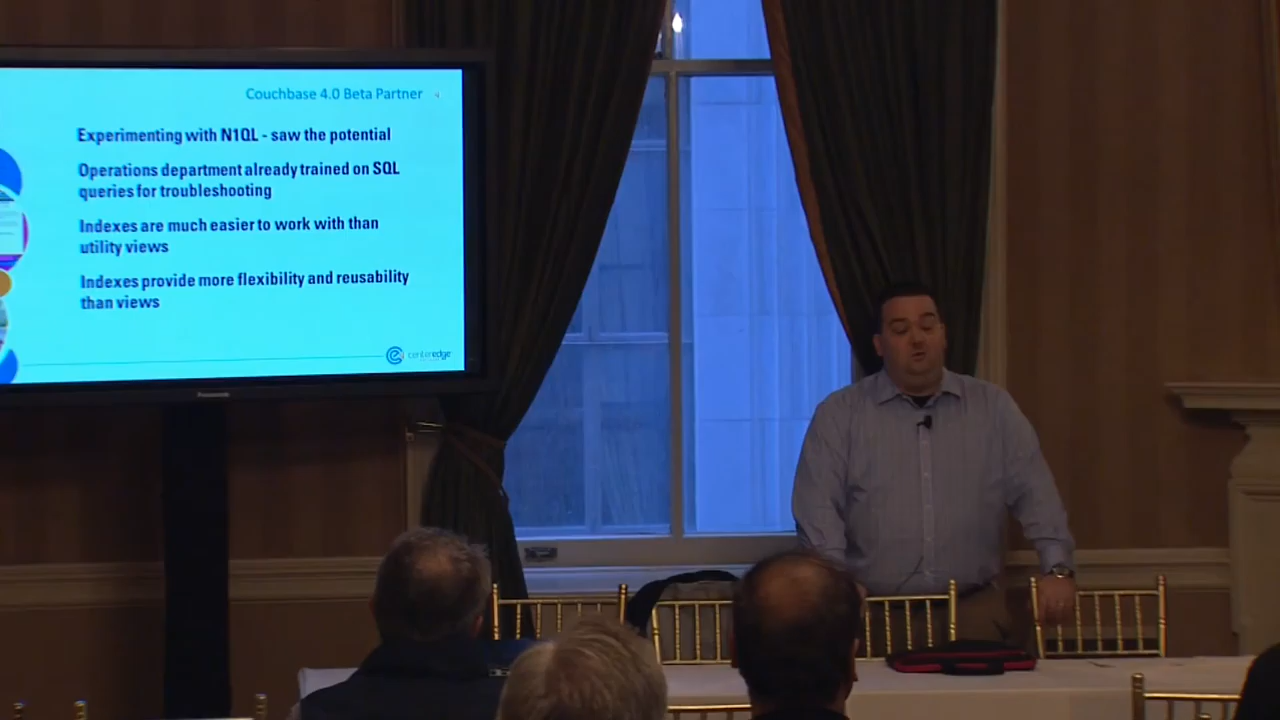 Couchbase 4.0 Beta Partner
Experimenting with N1QL - saw the potential
Operations department already trained on SQL
queries for troubleshooting
Indexes are much easier to work with than
utility views
Indexes provide more flexibility and reusability
than views
centeredge
Panasonic